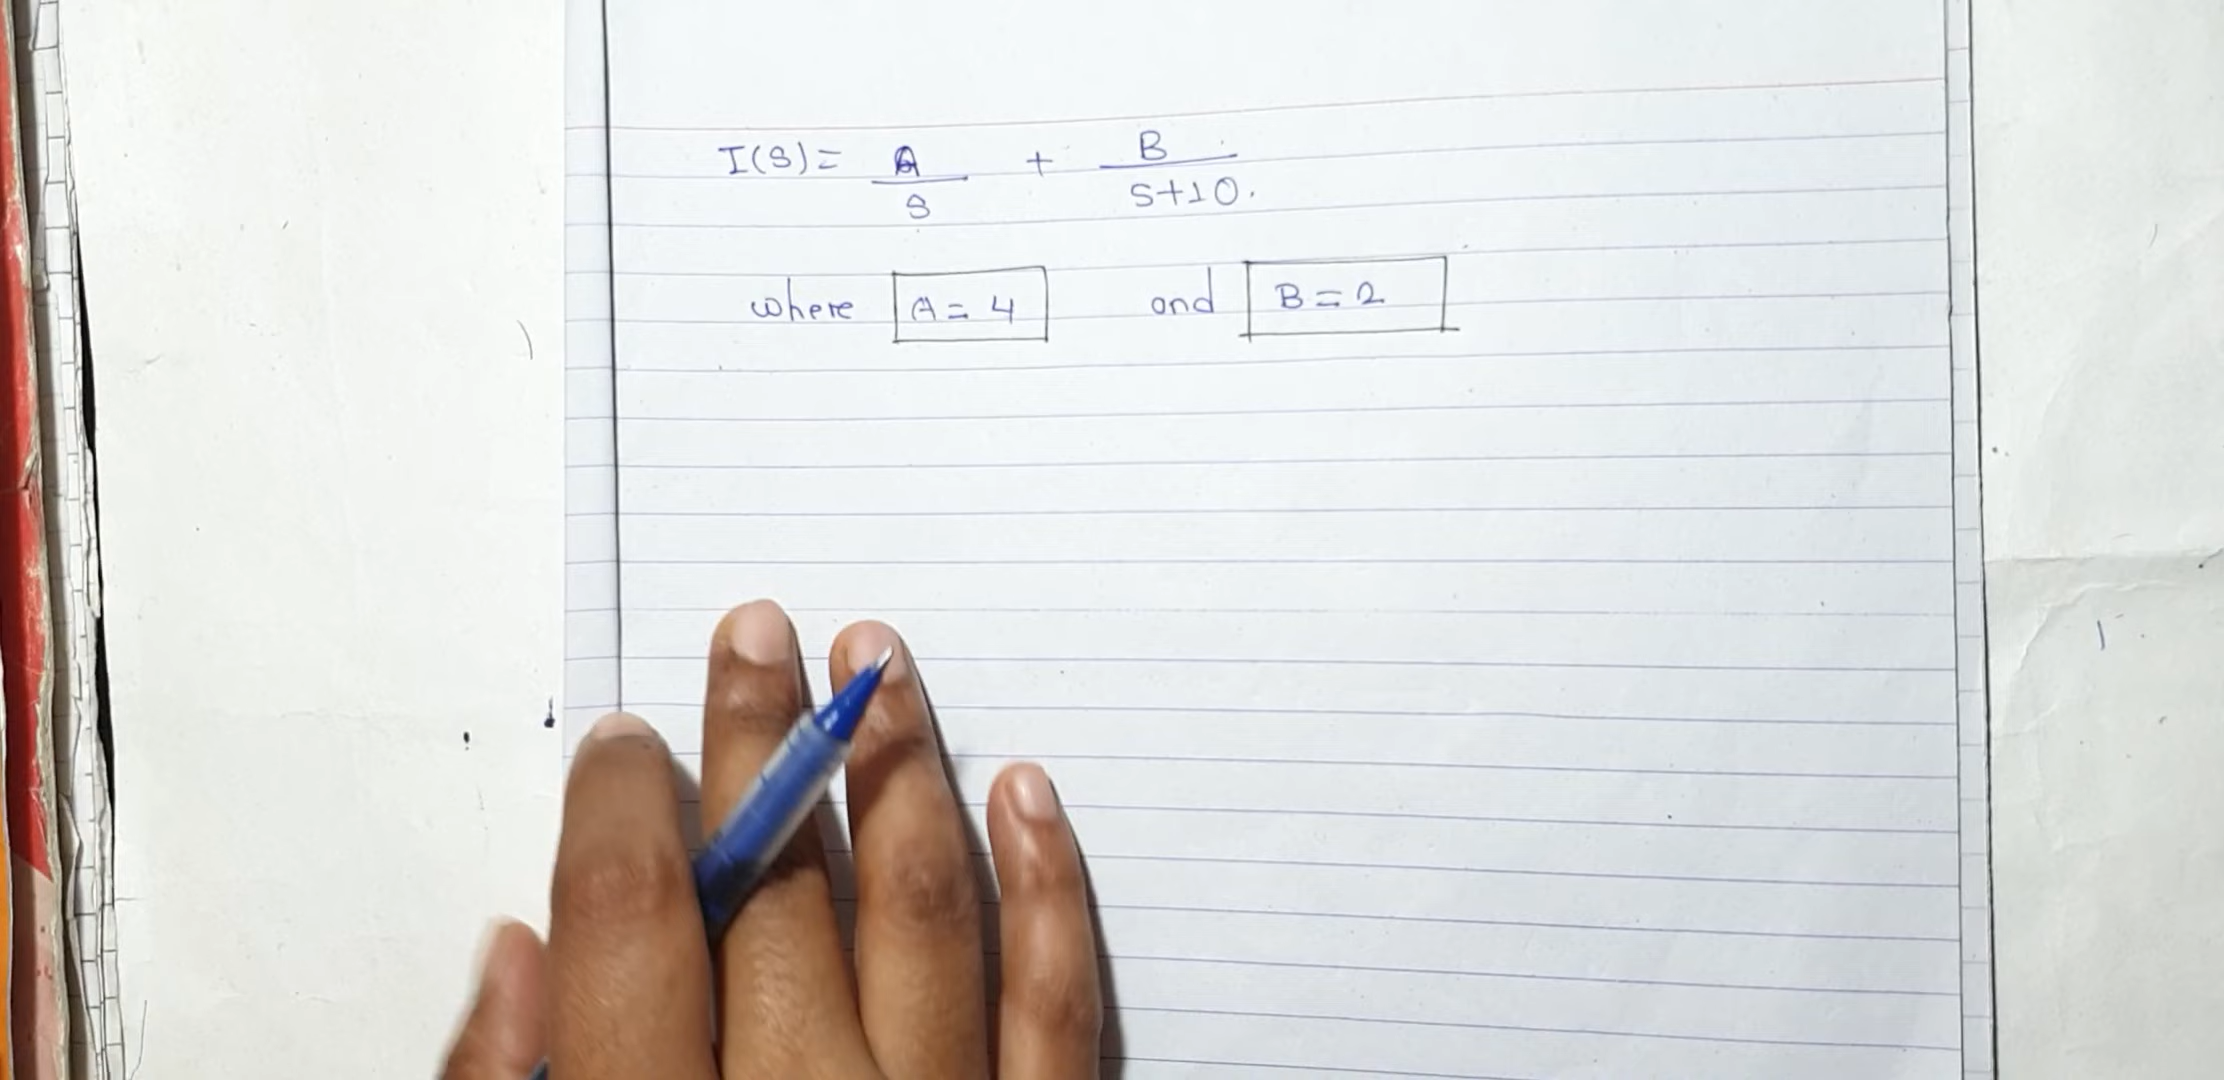 I(S) = A/S + B/S+10.
where A = 4 and B = 2